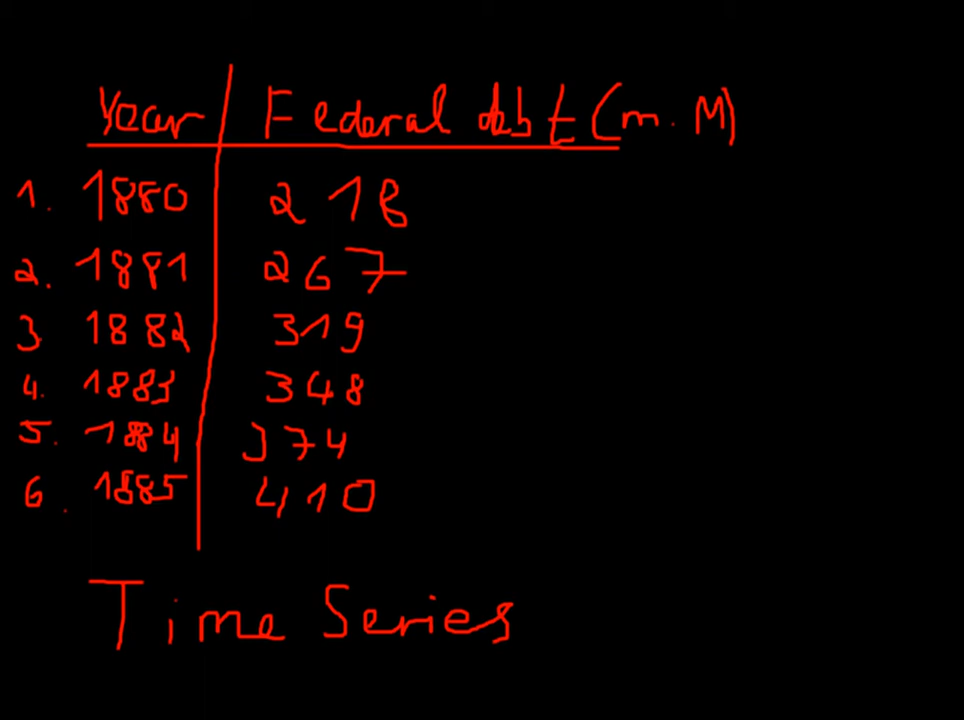 Year Federal debt (m. M)
1. 1880 218
2. 1881 267
3 1882 319
4. 1883 348
5. 1884 374
6. 1885 410
Time Series